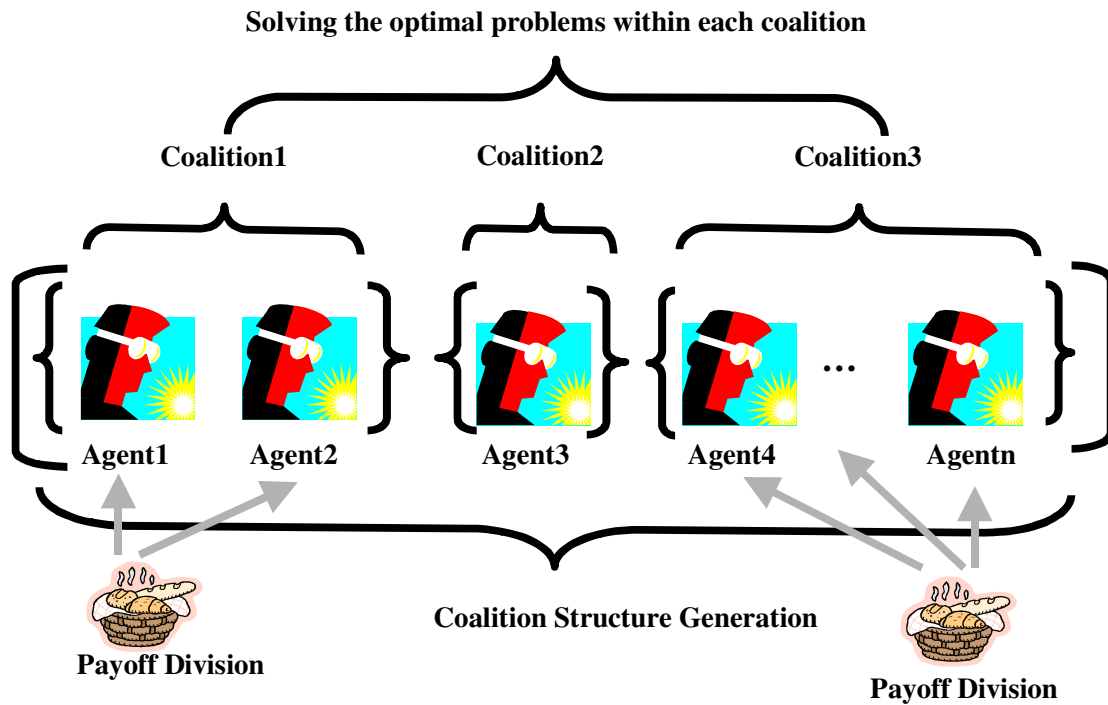 Solving the optimal problems within each coalition
Coalition1 Coalition2 Coalition3
...
Agent1 Agent2 Agent3 Agent4 Agentn
Coalition Structure Generation
Payoff Division
Payoff Division